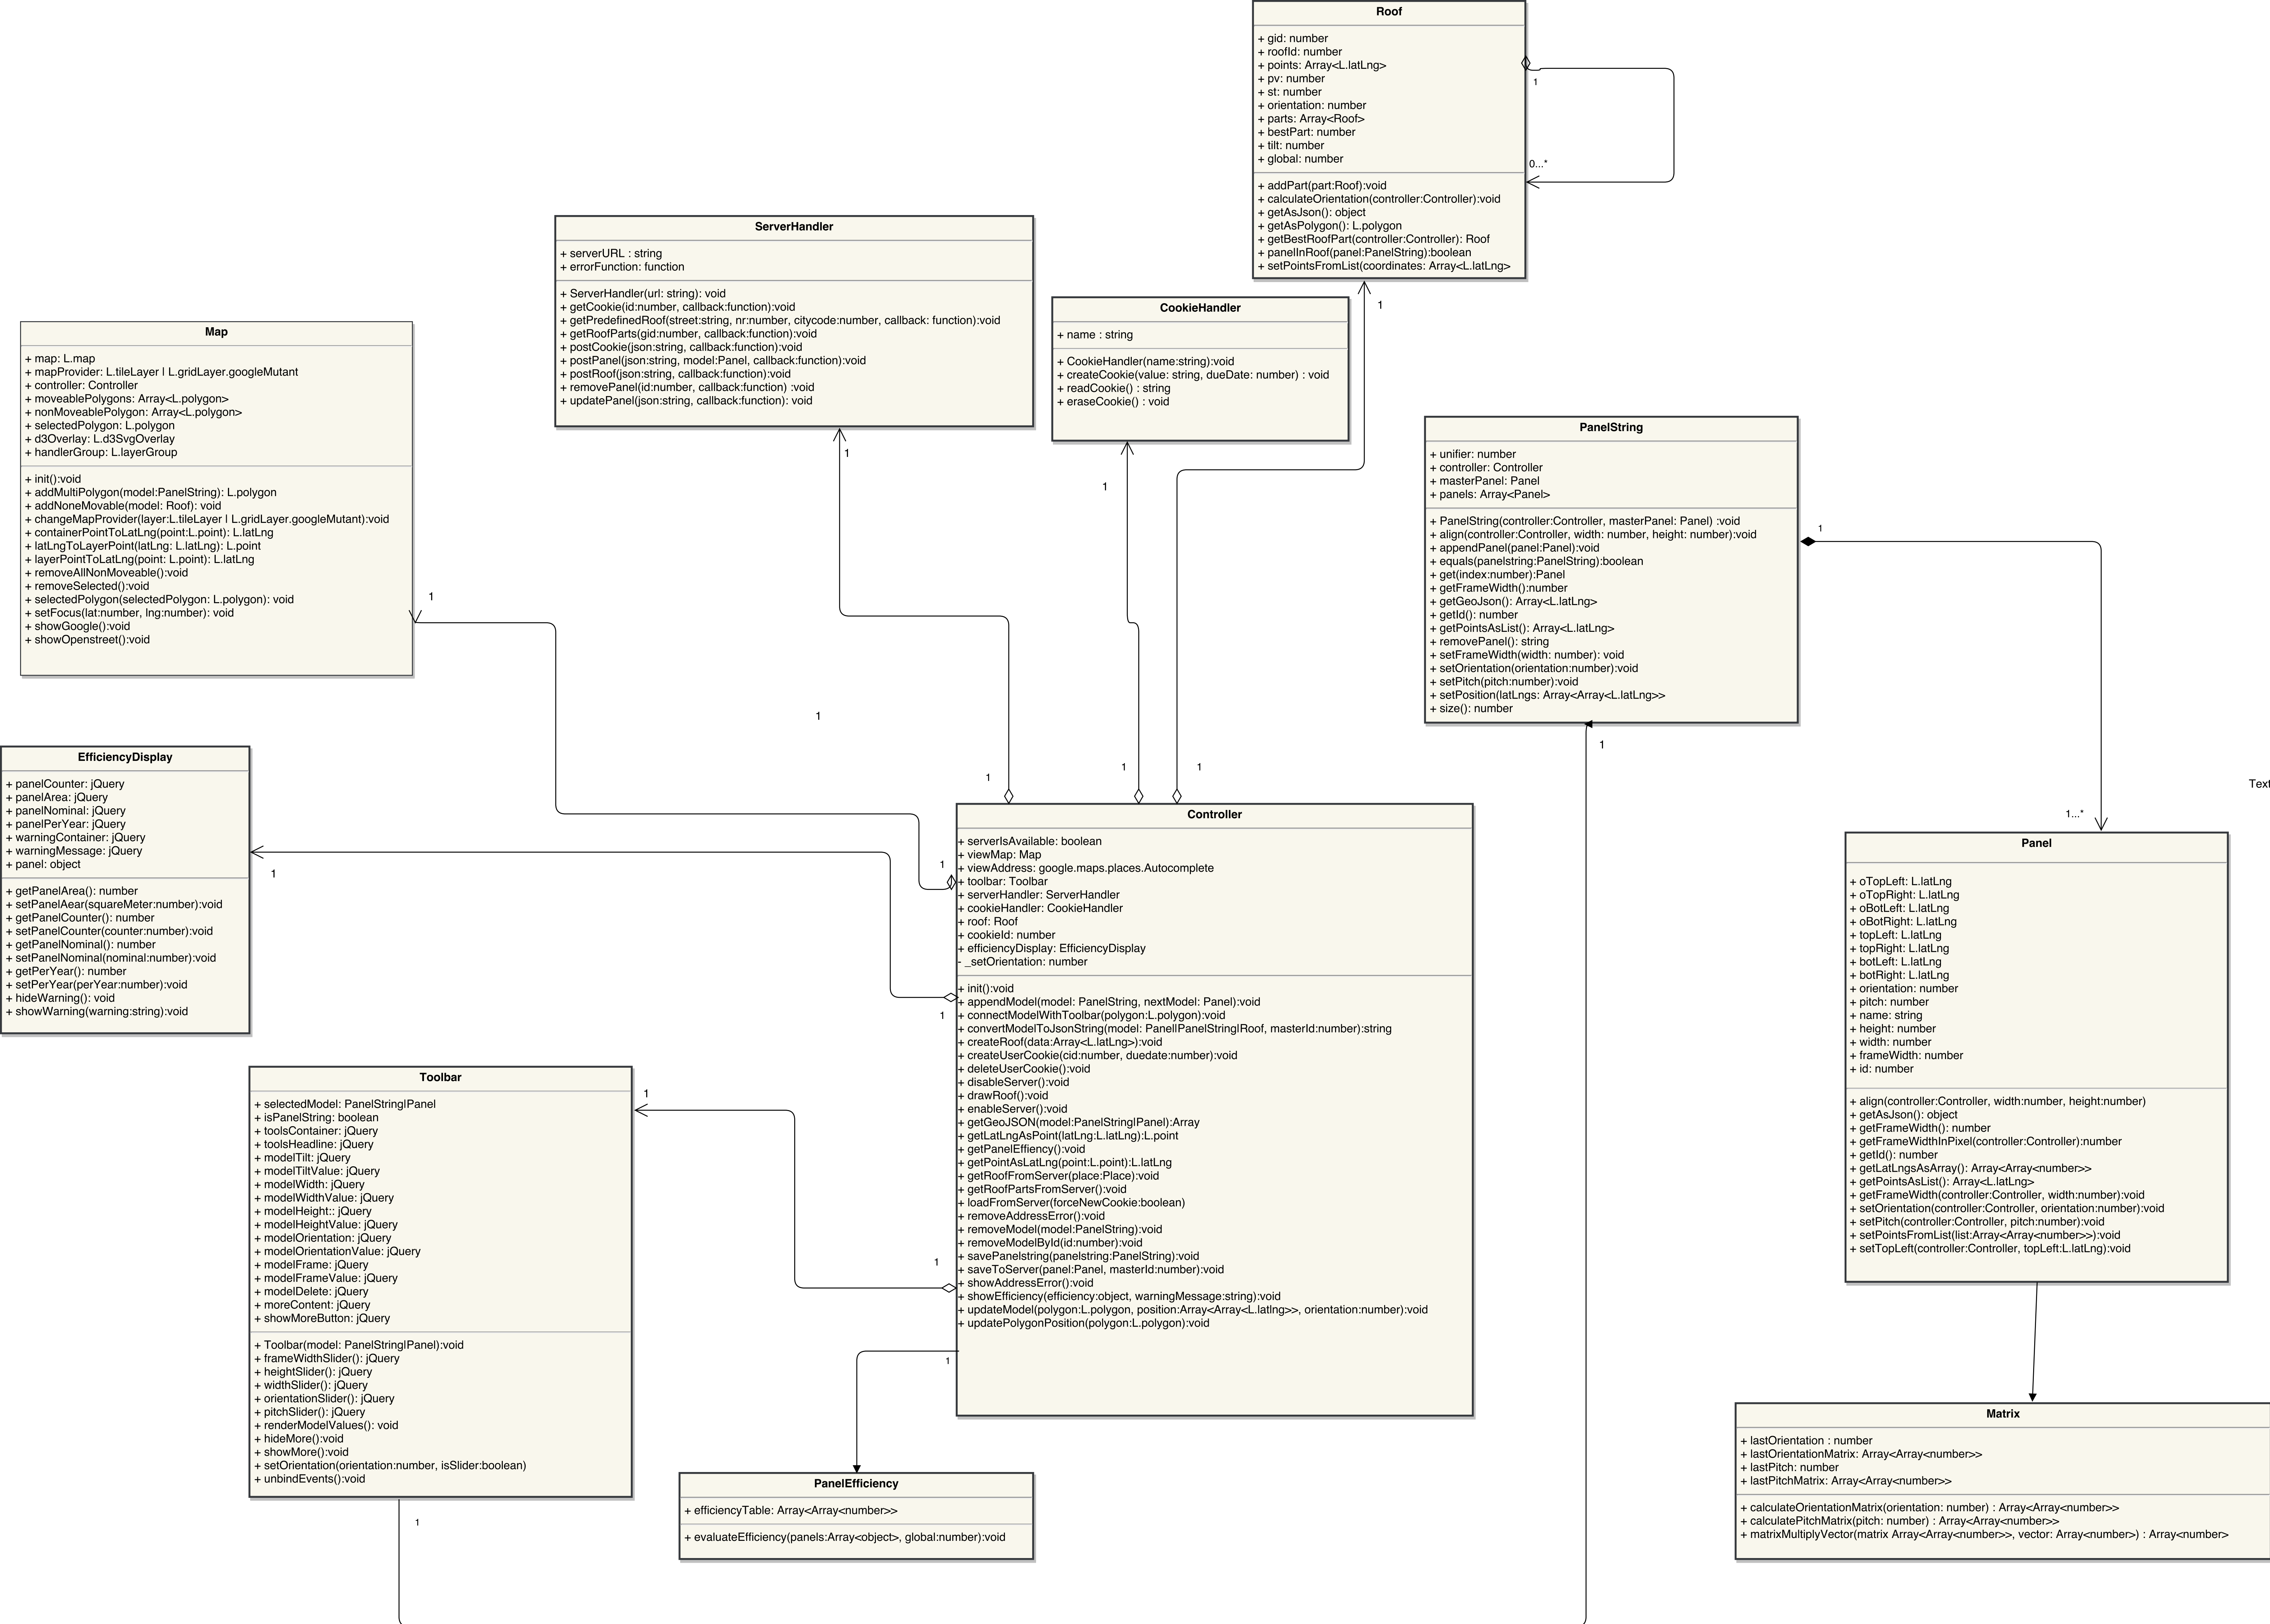 Roof
+ gid: number
+ roofId: number
+ points: Array<L.latLng>
+ pv: number
+ st: number
+ orientation: number
+ parts: Array<Roof>
+ bestPart: number
+ tilt: number
+ global: number
+ addPart(part:Roof):void
+ calculateOrientation(controller:Controller):void
+ getAsJson(): object
+ getAsPolygon(): L.polygon
+ getBestRoofPart(controller:Controller): Roof
+ panelInRoof(panel:PanelString):boolean
+ setPointsFromList(coordinates: Array<L.latLng>
1
0...*
1
ServerHandler
+ serverURL : string
+ errorFunction: function
+ ServerHandler(url: string): void
+ getCookie(id:number, callback:function):void
+ getPredefinedRoof(street:string, nr:number, citycode:number, callback: function):void
+ getRoofParts(gid:number, callback:function):void
+ postCookie(json:string, callback:function):void
+ postPanel(json:string, model:Panel, callback:function):void
+ postRoof(json:string, callback:function):void
+ removePanel(id:number, callback:function) :void
+ updatePanel(json:string, callback:function): void
1
CookieHandler
+ name : string
+ CookieHandler(name:string):void
+ createCookie(value: string, dueDate: number) : void
+ readCookie() : string
+ eraseCookie() : void
1
Map
+ map: L.map
+ mapProvider: L.tileLayer | L.gridLayer.googleMutant
+ controller: Controller
+ moveablePolygons: Array<L.polygon>
+ nonMoveablePolygon: Array<L.polygon>
+ selectedPolygon: L.polygon
+ d3Overlay: L.d3SvgOverlay
+ handlerGroup: L.layerGroup
+ init():void
+ addMultiPolygon(model:PanelString): L.polygon
+ addNoneMovable(model: Roof): void
+ changeMapProvider(layer:L.tileLayer | L.gridLayer.googleMutant):void
+ containerPointToLatLng(point:L.point): L.latLng
+ latLngToLayerPoint(latLng: L.latLng): L.point
+ layerPointToLatLng(point: L.point): L.latLng
+ removeAllNonMoveable():void
+ removeSelected():void
+ selectedPolygon(selectedPolygon: L.polygon): void
+ setFocus(lat:number, lng:number): void
+ showGoogle():void
+ showOpenstreet():void
1
PanelString
+ unifier: number
+ controller: Controller
+ masterPanel: Panel
+ panels: Array<Panel>
+ PanelString(controller:Controller, masterPanel: Panel) :void
+ align(controller:Controller, width: number, height: number):void
+ appendPanel(panel:Panel):void
+ equals(panelstring:PanelString):boolean
+ get(index:number):Panel
+ getFrameWidth():number
+ getGeoJson(): Array<L.latLng>
+ getId(): number
+ getPointsAsList(): Array<L.latLng>
+ removePanel(): string
+ setFrameWidth(width: number): void
+ setOrientation(orientation:number):void
+ setPitch(pitch:number):void
+ setPosition(latLngs: Array<Array<L.latLng>>
+ size(): number
1
1
1
1
1
1
Text
EfficiencyDisplay
+ panelCounter: jQuery
+ panelArea: jQuery
+ panelNominal: jQuery
+ panelPerYear: jQuery
+ warningContainer: jQuery
+ warningMessage: jQuery
+ panel: object
+ getPanelArea(): number
+ setPanelAear(squareMeter:number):void
+ getPanelCounter(): number
+ setPanelCounter(counter:number):void
+ getPanelNominal(): number
+ setPanelNominal(nominal:number):void
+ getPerYear(): number
+ setPerYear(perYear:number):void
+ hideWarning(): void
+ showWarning(warning:string):void
1
Controller
+ serverIsAvailable: boolean
+ viewMap: Map
+ viewAddress: google.maps.places.Autocomplete
+ toolbar: Toolbar
+ serverHandler: ServerHandler
+ cookieHandler: CookieHandler
+ roof: Roof
+ cookieId: number
+ efficiencyDisplay: EfficiencyDisplay
- _setOrientation: number
+ init():void
+ appendModel(model: PanelString, nextModel: Panel):void
+ connectModelWithToolbar(polygon:L.polygon):void
+ convertModelToJsonString(model: Panel|PanelString|Roof, masterId:number):string
+ createRoof(data:Array<L.latLng>):void
+ createUserCookie(cid:number, duedate:number):void
+ deleteUserCookie():void
+ disableServer():void
+ drawRoof():void
+ enableServer():void
+ getGeoJSON(model:PanelString|Panel):Array
+ getLatLngAsPoint(latLng:L.latLng):L.point
+ getPanelEffiency():void
+ getPointAsLatLng(point:L.point):L.latLng
+ getRoofFromServer(place:Place):void
+ getRoofPartsFromServer():void
+ loadFromServer(forceNewCookie:boolean)
+ removeAddressError():void
+ removeModel(model:PanelString):void
+ removeModelById(id:number):void
+ savePanelstring(panelstring:PanelString):void
+ saveToServer(panel:Panel, masterId:number):void
+ showAddressError():void
+ showEfficiency(efficiency:object, warningMessage:string):void
+ updateModel(polygon:L.polygon, position:Array<Array<L.latlng>>, orientation:number):void
+ updatePolygonPosition(polygon:L.polygon):void
1
1
1
1
1...*
Panel
+ oTopLeft: L.latLng
+ oTopRight: L.latLng
+ oBotLeft: L.latLng
+ oBotRight: L.latLng
+ topLeft: L.latLng
+ topRight: L.latLng
+ botLeft: L.latLng
+ botRight: L.latLng
+ orientation: number
+ pitch: number
+ name: string
+ height: number
+ width: number
+ frameWidth: number
+ id: number
+ align(controller:Controller, width:number, height:number)
+ getAsJson(): object
+ getFrameWidth(): number
+ getFrameWidthInPixel(controller:Controller):number
+ getId(): number
+ getLatLngsAsArray(): Array<Array<number>>
+ getPointsAsList(): Array<L.latLng>
+ getFrameWidth(controller:Controller, width:number):void
+ setOrientation(controller:Controller, orientation:number):void
+ setPitch(controller:Controller, pitch:number):void
+ setPointsFromList(list:Array<Array<number>>):void
+ setTopLeft(controller:Controller, topLeft:L.latLng):void
Toolbar
+ selectedModel: PanelString|Panel
+ isPanelString: boolean
+ toolsContainer: jQuery
+ toolsHeadline: jQuery
+ modelTilt: jQuery
+ modelTiltValue: jQuery
+ modelWidth: jQuery
+ modelWidthValue: jQuery
+ modelHeight:: jQuery
+ modelHeightValue: jQuery
+ modelOrientation: jQuery
+ modelOrientationValue: jQuery
+ modelFrame: jQuery
+ modelFrameValue: jQuery
+ modelDelete: jQuery
+ moreContent: jQuery
+ showMoreButton: jQuery
+ Toolbar(model: PanelString|Panel):void
+ frameWidthSlider(): jQuery
+ heightSlider(): jQuery
+ widthSlider(): jQuery
+ orientationSlider(): jQuery
+ pitchSlider(): jQuery
+ renderModelValues(): void
+ hideMore():void
+ showMore():void
+ setOrientation(orientation:number, isSlider:boolean)
+ unbindEvents():void
1
1
PanelEfficiency
+ efficiencyTable: Array<Array<number>>
+ evaluateEfficiency(panels:Array<object>, global:number):void
Matrix
+ lastOrientation : number
+ lastOrientationMatrix: Array<Array<number>>
+ lastPitch: number
+ lastPitchMatrix: Array<Array<number>>
+ calculateOrientationMatrix(orientation: number) : Array<Array<number>>
+ calculatePitchMatrix(pitch: number) : Array<Array<number>>
+ matrixMultiplyVector(matrix Array<Array<number>>, vector: Array<number>) : Array<number>